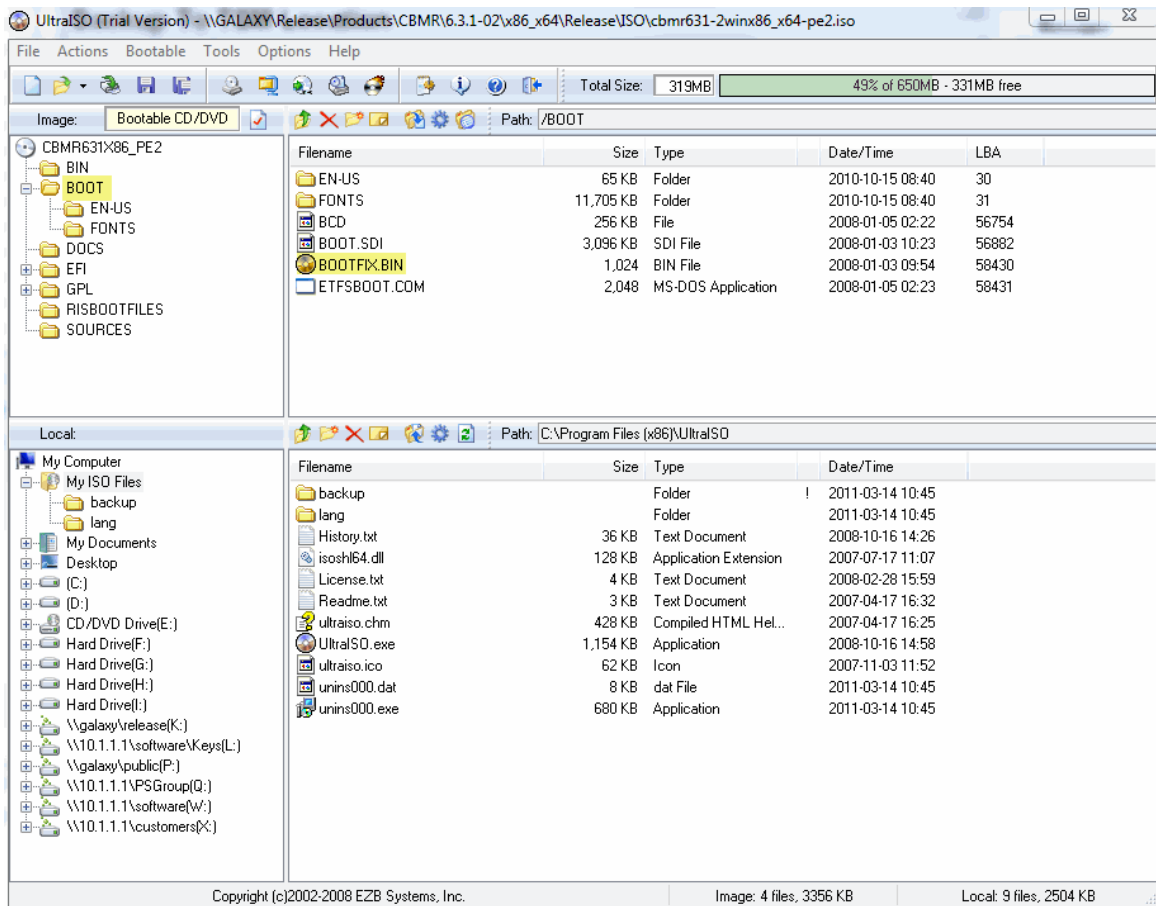 UltraISO (Trial Version) - \\GALAXY\Release\Products\CBMR\6.3.1-02\x86_x64\Release\ISO\cbmr631-2winx86_x64-pe2.iso
File Actions Bootable Tools Options Help
Total Size: 319MB 49% of 650MB - 331MB free
Image: Bootable CD/DVD Path: /BOOT
CBMR631X86_PE2
BIN
BOOT
EN-US
FONTS
DOCS
EFI
GPL
RISBOOTFILES
SOURCES
Filename Size Type Date/Time LBA
EN-US 65 KB Folder 2010-10-15 08:40 30
FONTS 11,705 KB Folder 2010-10-15 08:40 31
BCD 256 KB File 2008-01-05 02:22 56754
BOOT.SDI 3,096 KB SDI File 2008-01-03 10:23 56882
BOOTFIX.BIN 1,024 BIN File 2008-01-03 09:54 58430
ETFSBOOT.COM 2,048 MS-DOS Application 2008-01-05 02:23 58431
Local: Path: C:\Program Files (x86)\UltraISO
My Computer
My ISO Files
backup
lang
My Documents
Desktop
(C:)
(D:)
CD/DVD Drive(E:)
Hard Drive(F:)
Hard Drive(G:)
Hard Drive(H:)
Hard Drive(I:)
\\galaxy\release(K:)
\\10.1.1.1\software\Keys(L:)
\\galaxy\public(P:)
\\10.1.1.1\PSGroup(Q:)
\\10.1.1.1\software(W:)
\\10.1.1.1\customers(X:)
Filename Size Type Date/Time
backup Folder ! 2011-03-14 10:45
lang Folder 2011-03-14 10:45
History.txt 36 KB Text Document 2008-10-16 14:26
isoshl64.dll 128 KB Application Extension 2007-07-17 11:07
License.txt 4 KB Text Document 2008-02-28 15:59
Readme.txt 3 KB Text Document 2007-04-17 16:32
ultraiso.chm 428 KB Compiled HTML Hel... 2007-04-17 16:25
UltraISO.exe 1,154 KB Application 2008-10-16 14:58
ultraiso.ico 62 KB Icon 2007-11-03 11:52
unins000.dat 8 KB dat File 2011-03-14 10:45
unins000.exe 680 KB Application 2011-03-14 10:45
Copyright (c)2002-2008 EZB Systems, Inc. Image: 4 files, 3356 KB Local: 9 files, 2504 KB